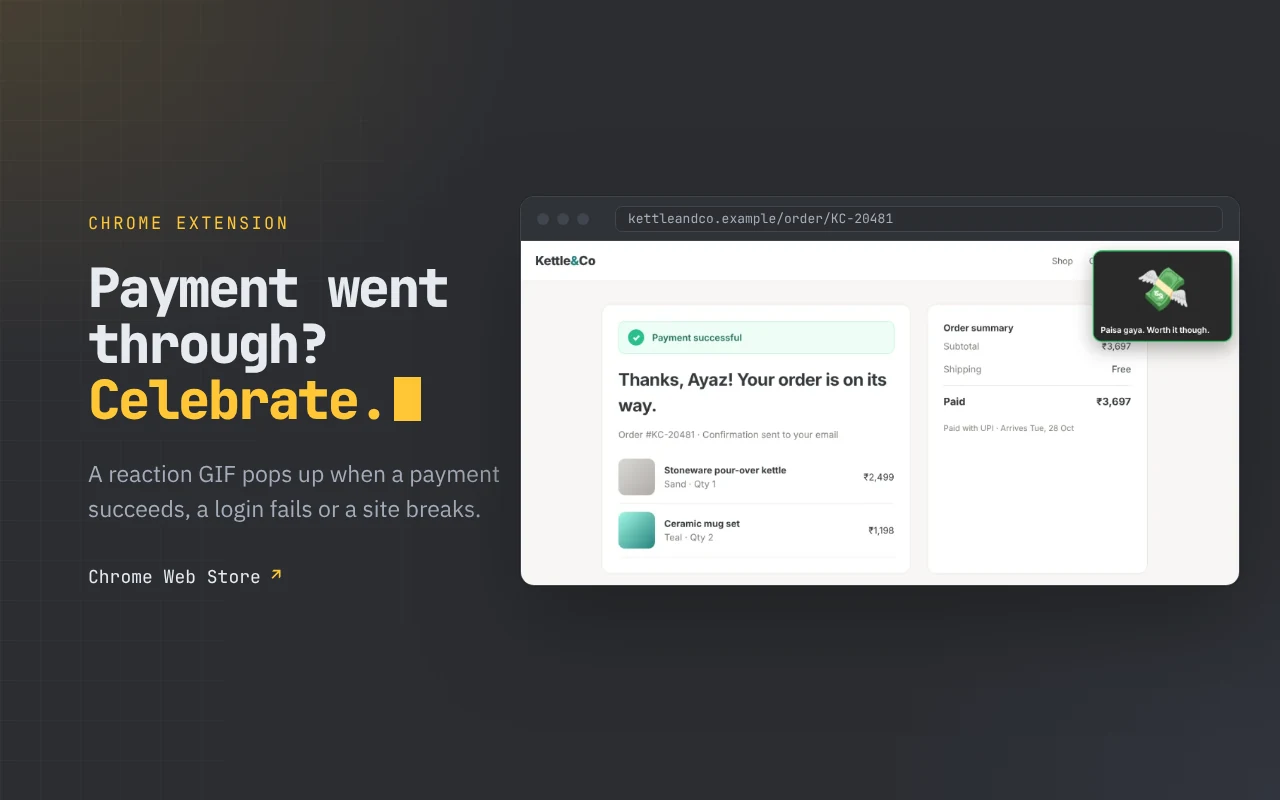 CHROME EXTENSION
Payment went
through?
Celebrate.
A reaction GIF pops up when a payment
succeeds, a login fails or a site breaks.
Chrome Web Store ↗
kettleandco.example/order/KC-20481
Kettle&Co
Shop
Paisa gaya. Worth it though.
Payment successful
Thanks, Ayaz! Your order is on its
way.
Order #KC-20481 · Confirmation sent to your email
Stoneware pour-over kettle
Sand · Qty 1
₹2,499
Ceramic mug set
Teal · Qty 2
₹1,198
Order summary
Subtotal ₹3,697
Shipping Free
Paid ₹3,697
Paid with UPI · Arrives Tue, 28 Oct